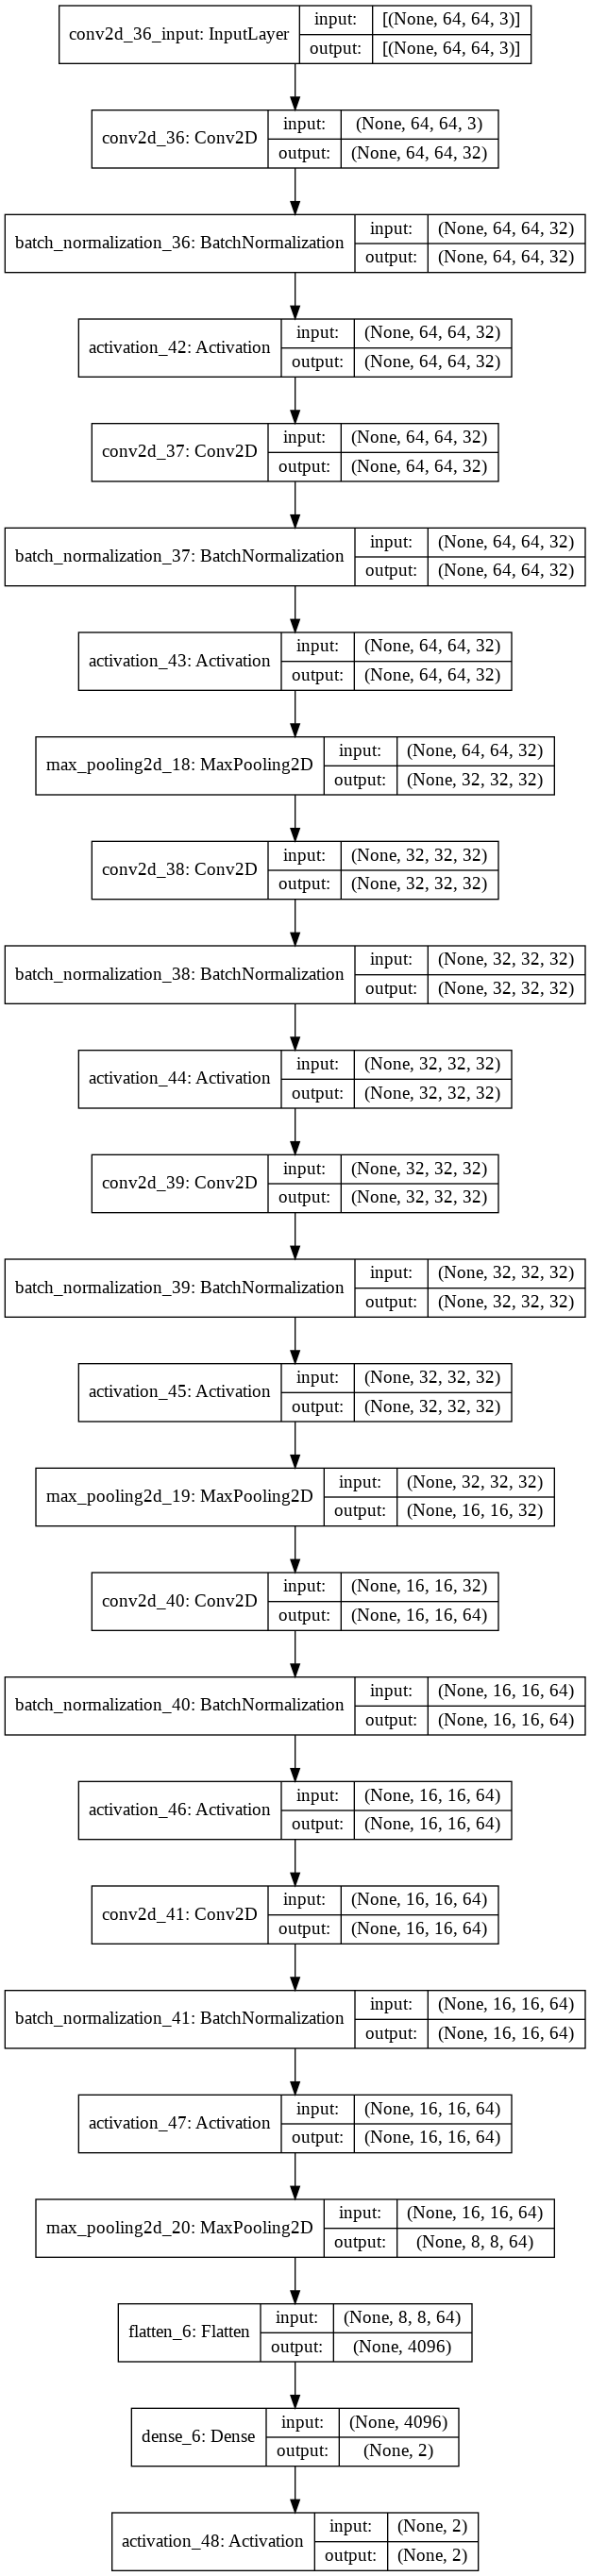 conv2d_36_input: InputLayer
input: [(None, 64, 64, 3)]
output: [(None, 64, 64, 3)]
conv2d_36: Conv2D
input: (None, 64, 64, 3)
output: (None, 64, 64, 32)
batch_normalization_36: BatchNormalization
input: (None, 64, 64, 32)
output: (None, 64, 64, 32)
activation_42: Activation
input: (None, 64, 64, 32)
output: (None, 64, 64, 32)
conv2d_37: Conv2D
input: (None, 64, 64, 32)
output: (None, 64, 64, 32)
batch_normalization_37: BatchNormalization
input: (None, 64, 64, 32)
output: (None, 64, 64, 32)
activation_43: Activation
input: (None, 64, 64, 32)
output: (None, 64, 64, 32)
max_pooling2d_18: MaxPooling2D
input: (None, 64, 64, 32)
output: (None, 32, 32, 32)
conv2d_38: Conv2D
input: (None, 32, 32, 32)
output: (None, 32, 32, 32)
batch_normalization_38: BatchNormalization
input: (None, 32, 32, 32)
output: (None, 32, 32, 32)
activation_44: Activation
input: (None, 32, 32, 32)
output: (None, 32, 32, 32)
conv2d_39: Conv2D
input: (None, 32, 32, 32)
output: (None, 32, 32, 32)
batch_normalization_39: BatchNormalization
input: (None, 32, 32, 32)
output: (None, 32, 32, 32)
activation_45: Activation
input: (None, 32, 32, 32)
output: (None, 32, 32, 32)
max_pooling2d_19: MaxPooling2D
input: (None, 32, 32, 32)
output: (None, 16, 16, 32)
conv2d_40: Conv2D
input: (None, 16, 16, 32)
output: (None, 16, 16, 64)
batch_normalization_40: BatchNormalization
input: (None, 16, 16, 64)
output: (None, 16, 16, 64)
activation_46: Activation
input: (None, 16, 16, 64)
output: (None, 16, 16, 64)
conv2d_41: Conv2D
input: (None, 16, 16, 64)
output: (None, 16, 16, 64)
batch_normalization_41: BatchNormalization
input: (None, 16, 16, 64)
output: (None, 16, 16, 64)
activation_47: Activation
input: (None, 16, 16, 64)
output: (None, 16, 16, 64)
max_pooling2d_20: MaxPooling2D
input: (None, 16, 16, 64)
output: (None, 8, 8, 64)
flatten_6: Flatten
input: (None, 8, 8, 64)
output: (None, 4096)
dense_6: Dense
input: (None, 4096)
output: (None, 2)
activation_48: Activation
input: (None, 2)
output: (None, 2)